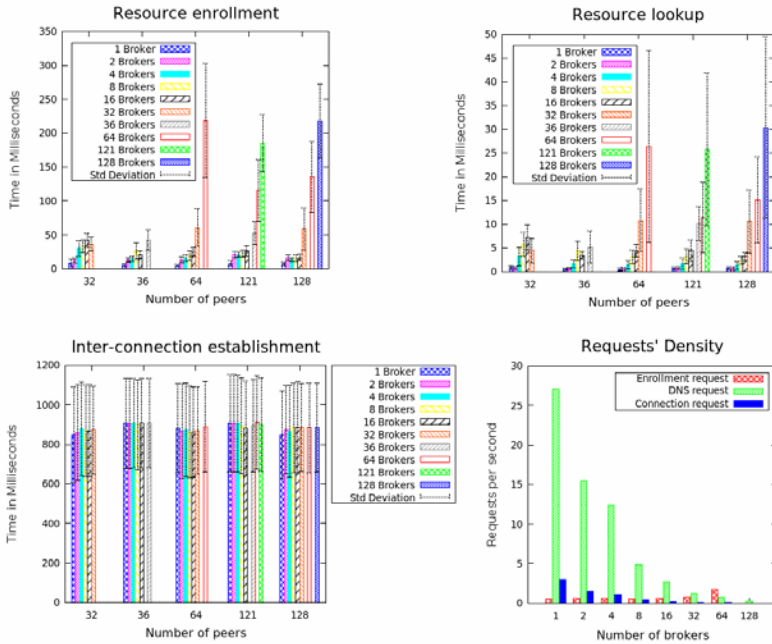 Resource enrollment
350
300
250
200
150
100
50
0
Time in Milliseconds
1 Broker
2 Brokers
4 Brokers
8 Brokers
16 Brokers
32 Brokers
36 Brokers
64 Brokers
121 Brokers
128 Brokers
Std Deviation
32 36 64 121 128
Number of peers
Resource lookup
50
45
40
35
30
25
20
15
10
5
0
Time in Milliseconds
1 Broker
2 Brokers
4 Brokers
8 Brokers
16 Brokers
32 Brokers
36 Brokers
64 Brokers
121 Brokers
128 Brokers
Std Deviation
32 36 64 121 128
Number of peers
Inter-connection establishment
1200
1000
800
600
400
200
0
Time in Milliseconds
1 Broker
2 Brokers
4 Brokers
8 Brokers
16 Brokers
32 Brokers
36 Brokers
64 Brokers
121 Brokers
128 Brokers
Std Deviation
32 36 64 121 128
Number of peers
Requests' Density
30
25
20
15
10
5
0
Requests per second
Enrollment request
DNS request
Connection request
1 2 4 8 16 32 64 128
Number of brokers